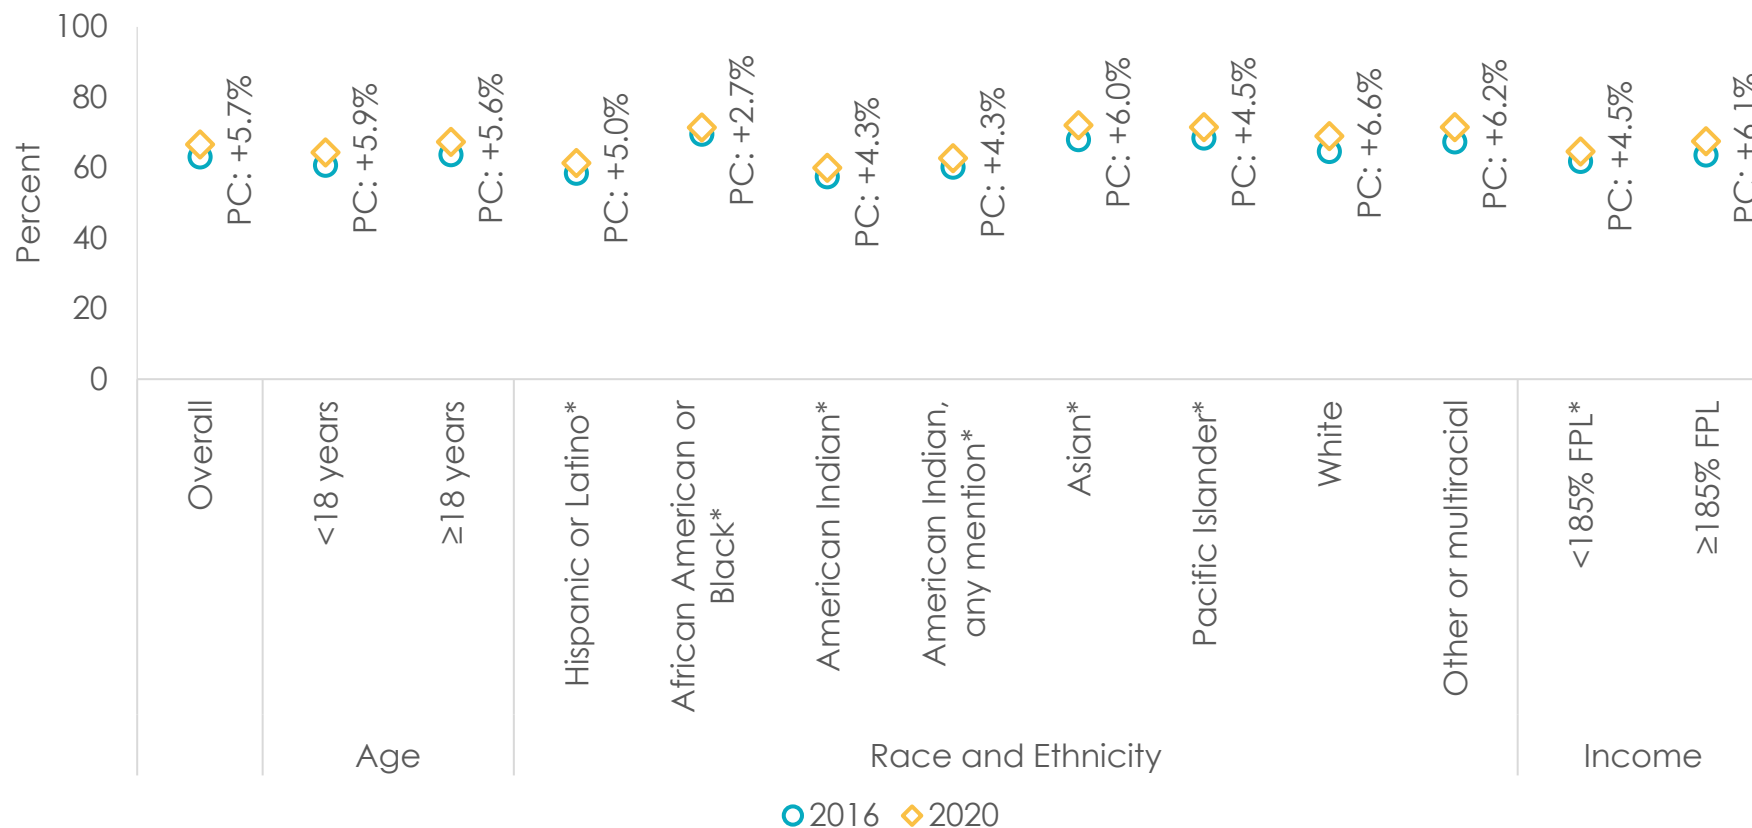 100
80
60
40
20
0
Percent
PC: +5.7%
PC: +5.9%
PC: +5.6%
PC: +5.0%
PC: +2.7%
PC: +4.3%
PC: +4.3%
PC: +6.0%
PC: +4.5%
PC: +6.6%
PC: +6.2%
PC: +4.5%
PC: +6.1%
Overall
<18 years
≥18 years
Hispanic or Latino*
African American or
Black*
American Indian*
American Indian,
any mention*
Asian*
Pacific Islander*
White
Other or multiracial
<185% FPL*
≥185% FPL
Age
Race and Ethnicity
Income
2016
2020